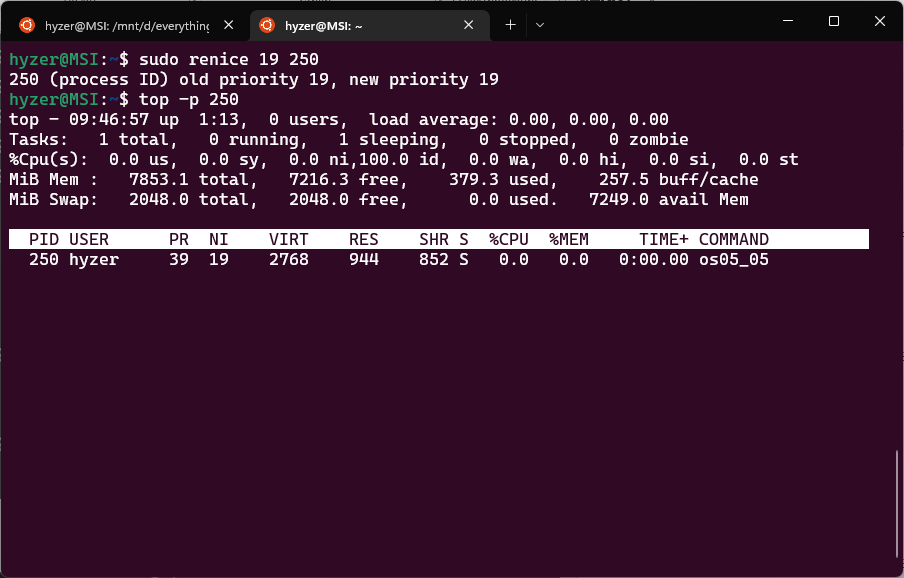 hyzer@MSI: /mnt/d/everything
hyzer@MSI: ~
hyzer@MSI:~$ sudo renice 19 250
250 (process ID) old priority 19, new priority 19
hyzer@MSI:~$ top -p 250
top - 09:46:57 up  1:13,  0 users,  load average: 0.00, 0.00, 0.00
Tasks:   1 total,   0 running,   1 sleeping,   0 stopped,   0 zombie
%Cpu(s):  0.0 us,  0.0 sy,  0.0 ni,100.0 id,  0.0 wa,  0.0 hi,  0.0 si,  0.0 st
MiB Mem :   7853.1 total,   7216.3 free,    379.3 used,    257.5 buff/cache
MiB Swap:   2048.0 total,   2048.0 free,      0.0 used.   7249.0 avail Mem
PID USER      PR  NI    VIRT    RES    SHR S  %CPU  %MEM     TIME+ COMMAND
250 hyzer     39  19    2768    944    852 S   0.0   0.0   0:00.00 os05_05